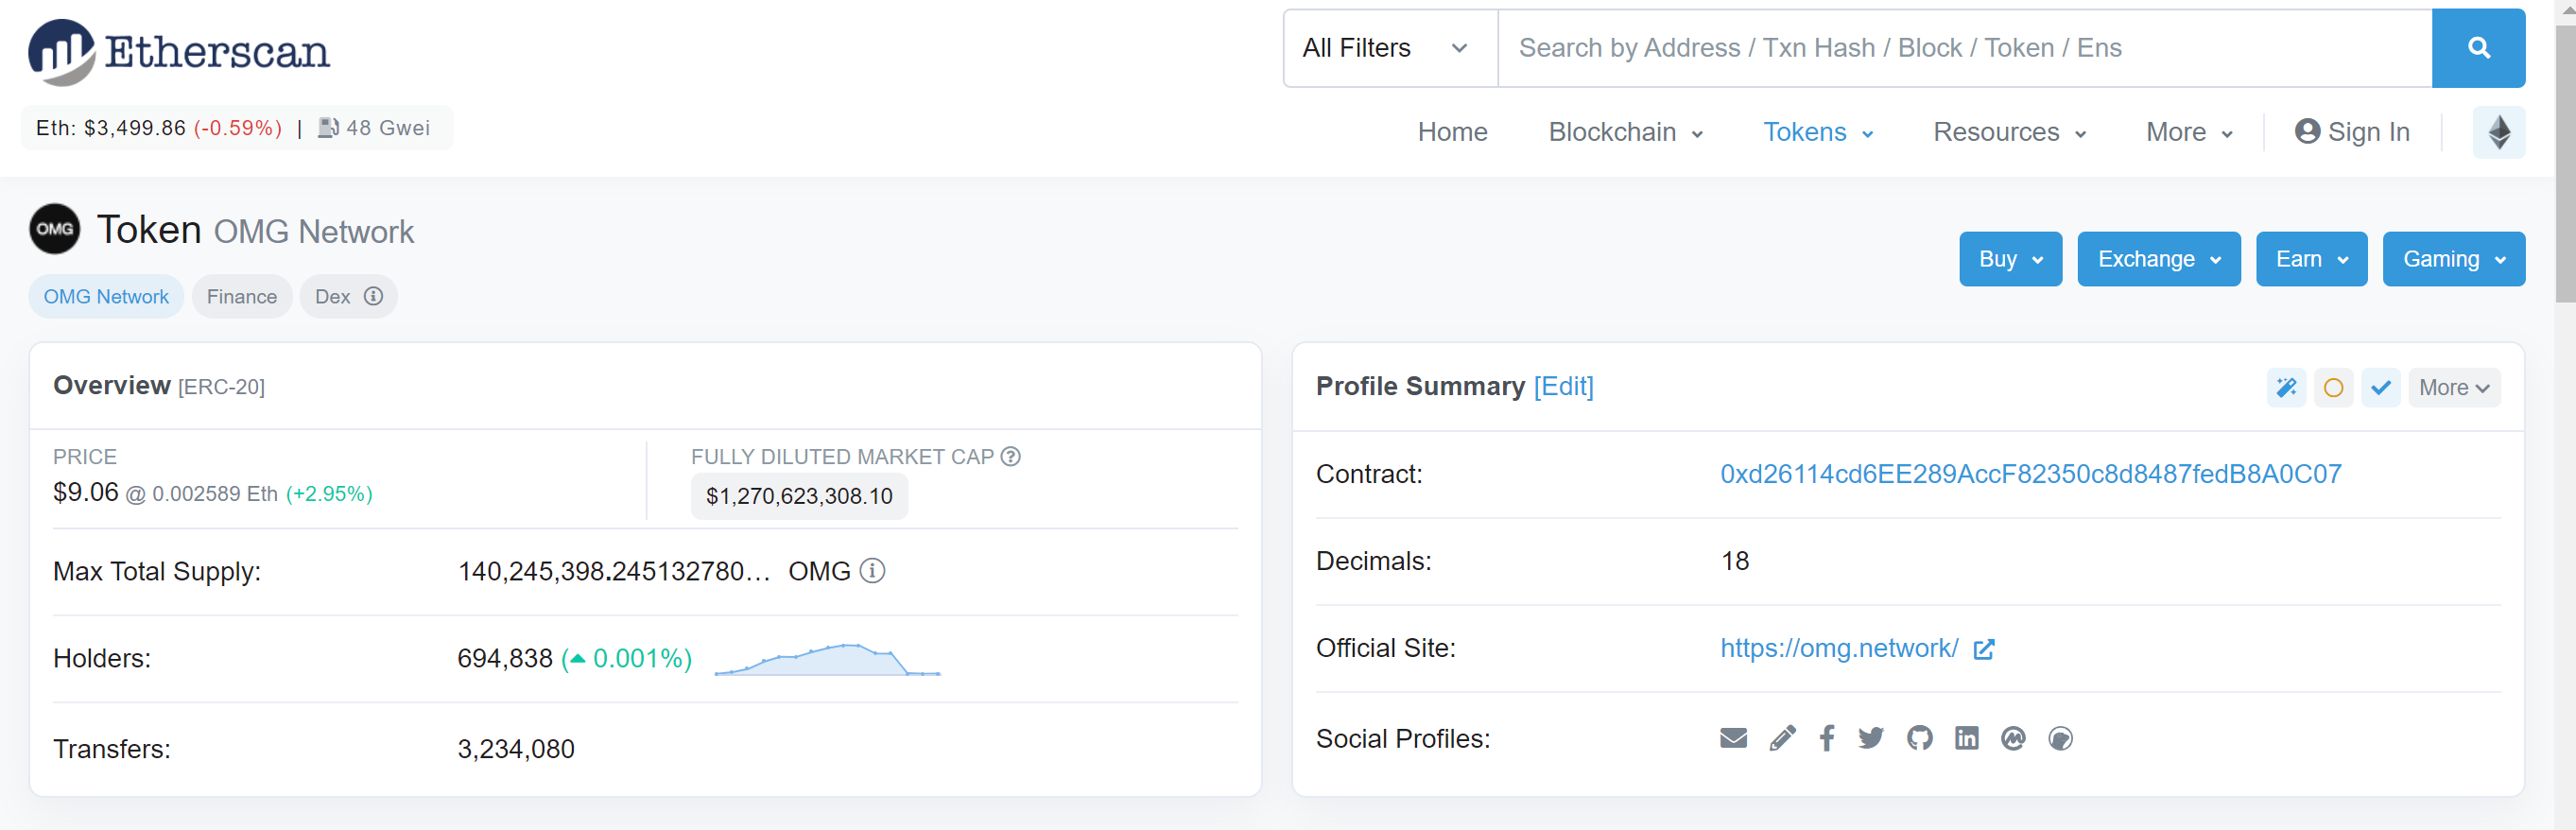 Etherscan
All Filters
Search by Address / Txn Hash / Block / Token / Ens
Eth: $3,499.86 (-0.59%) | 48 Gwei
Home Blockchain Tokens Resources More Sign In
OMG Token OMG Network
OMG Network Finance Dex
Buy Exchange Earn Gaming
Overview [ERC-20]
PRICE
$9.06 @ 0.002589 Eth (+2.95%)
FULLY DILUTED MARKET CAP
$1,270,623,308.10
Max Total Supply: 140,245,398.245132780... OMG
Holders: 694,838 (0.001%)
Transfers: 3,234,080
Profile Summary [Edit]
More
Contract: 0xd26114cd6EE289AccF82350c8d8487fedB8A0C07
Decimals: 18
Official Site: https://omg.network/
Social Profiles: